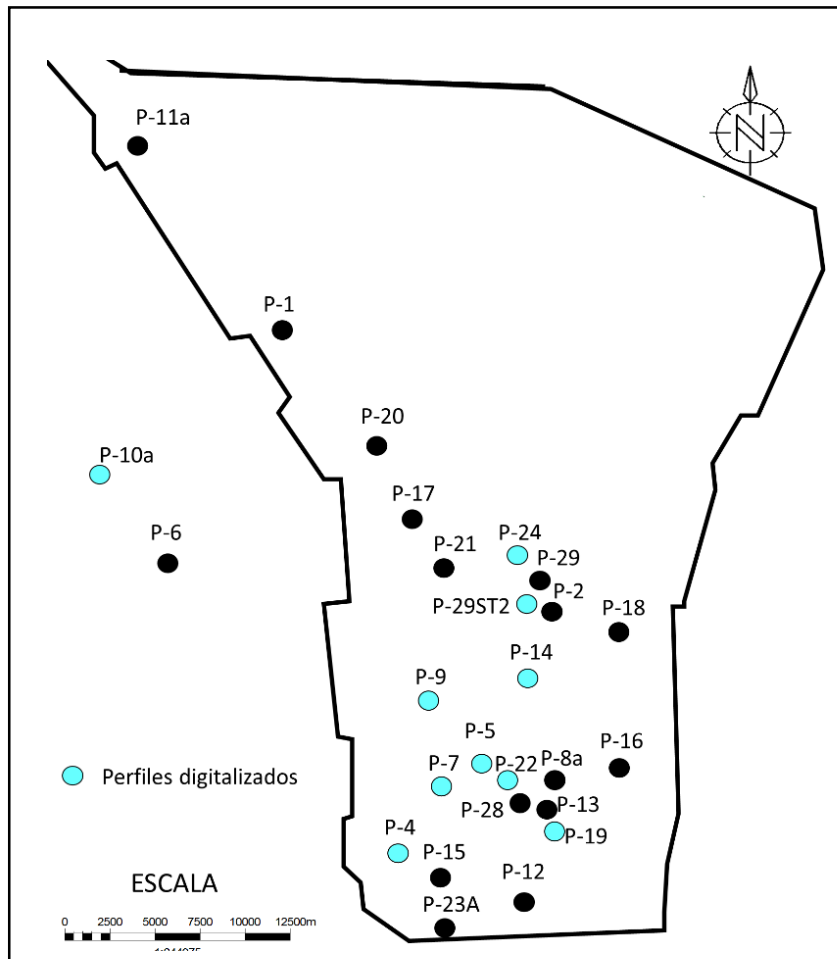 P-11a
N
P-1
P-20
P-10a
P-17
P-6
P-21
P-24
P-29
P-29ST2
P-2
P-18
P-14
P-9
P-5
P-16
P-7
P-22
P-8a
Perfiles digitalizados
P-28
P-13
P-19
P-4
P-15
P-12
ESCALA
P-23A
0 2500 5000 7500 10000 12500m